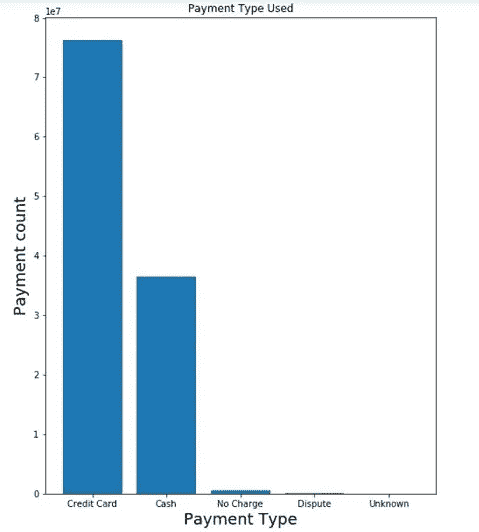 Payment Type Used
1e7
8
7
6
5
4
3
2
1
0
Payment count
Credit Card Cash No Charge Dispute Unknown
Payment Type